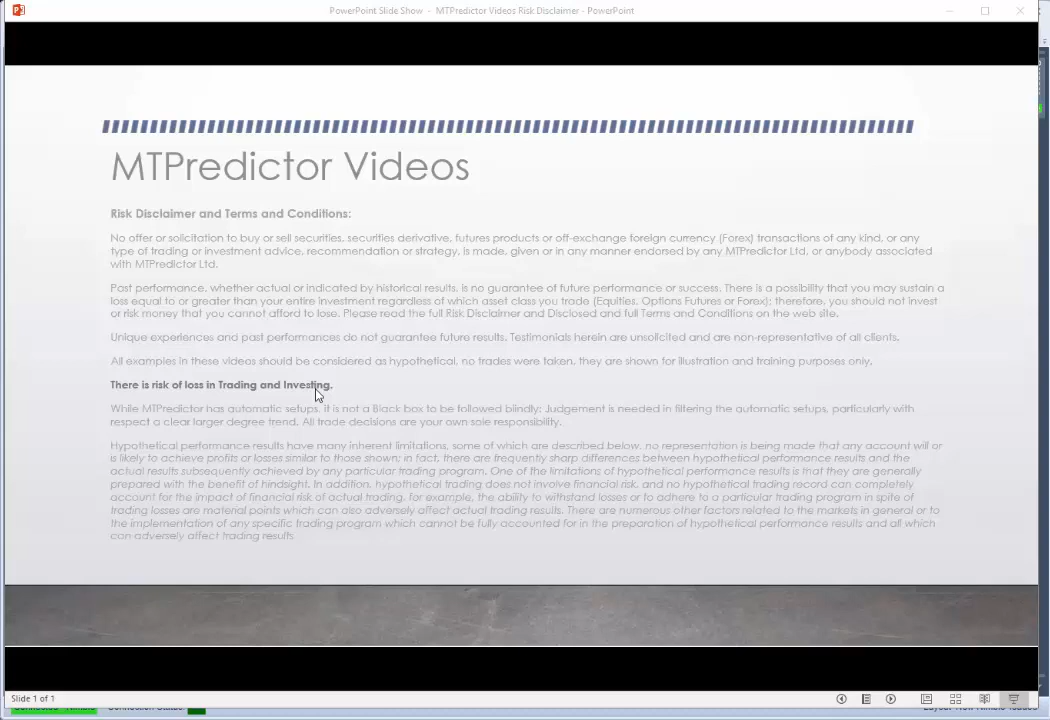 PowerPoint Slide Show - MTPredictor Videos Risk Disclaimer - PowerPoint
MTPredictor Videos
Risk Disclaimer and Terms and Conditions:
No offer or solicitation to buy or sell securities, securities derivative, futures products or off-exchange foreign currency (Forex) transactions of any kind, or any
type of trading or investment advice, recommendation or strategy, is made, given or in any manner endorsed by any MTPredictor Ltd, or anybody associated
with MTPredictor Ltd.
Past performance, whether actual or indicated by historical results, is no guarantee of future performance or success. There is a possibility that you may sustain a
loss equal to or greater than your entire investment regardless of which asset class you trade (Equities, Options Futures or Forex); therefore, you should not invest
or risk money that you cannot afford to lose. Please read the full Risk Disclaimer and Disclosed and full Terms and Conditions on the web site.
Unique experiences and past performances do not guarantee future results. Testimonials herein are unsolicited and are non-representative of all clients.
All examples in these videos should be considered as hypothetical, no trades were taken, they are shown for illustration and training purposes only.
There is risk of loss in Trading and Investing.
While MTPredictor has automatic setups, it is not a Black box to be followed blindly: Judgement is needed in filtering the automatic setups, particularly with
respect a clear larger degree trend. All trade decisions are your own sole responsibility.
Hypothetical performance results have many inherent limitations, some of which are described below, no representation is being made that any account will or
is likely to achieve profits or losses similar to those shown; in fact, there are frequently sharp differences between hypothetical performance results and the
actual results subsequently achieved by any particular trading program. One of the limitations of hypothetical performance results is that they are generally
prepared with the benefit of hindsight. In addition, hypothetical trading does not involve financial risk, and no hypothetical trading record can completely
account for the impact of financial risk of actual trading. for example, the ability to withstand losses or to adhere to a particular trading program in spite of
trading losses are material points which can also adversely affect actual trading results. There are numerous other factors related to the markets in general or to
the implementation of any specific trading program which cannot be fully accounted for in the preparation of hypothetical performance results and all which
can adversely affect trading results
Slide 1 of 1